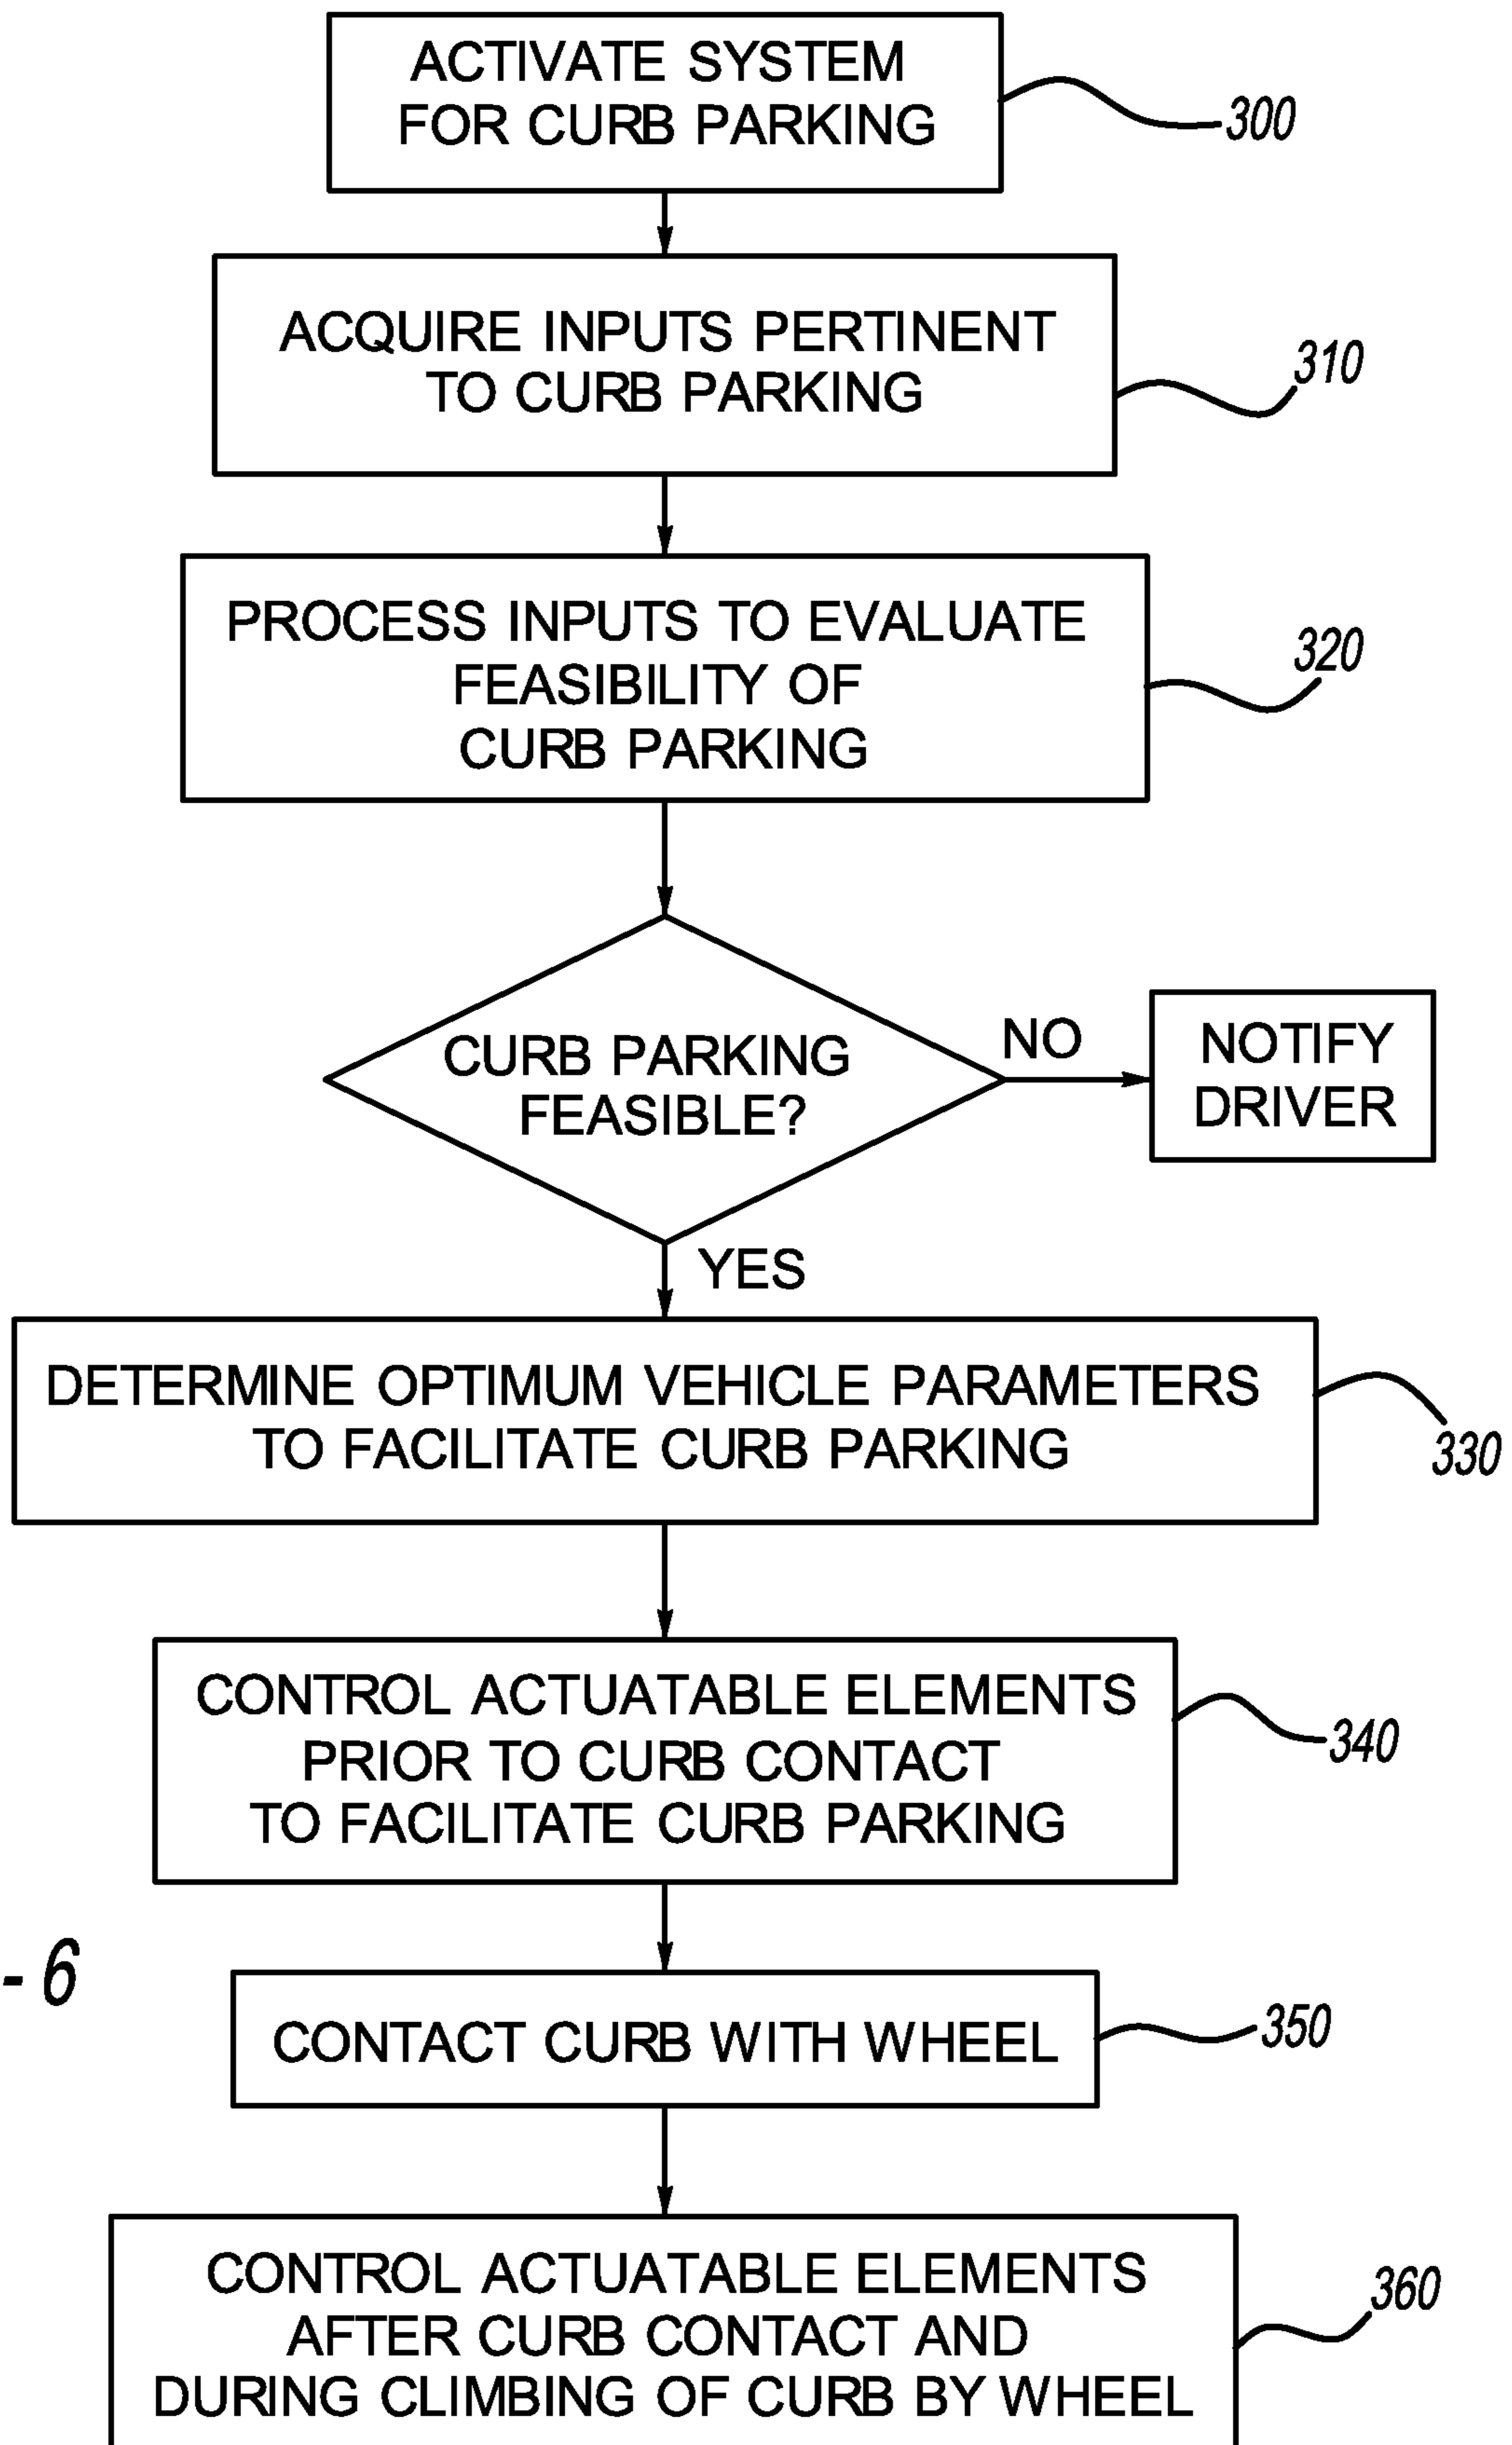 ACTIVATE SYSTEM
FOR CURB PARKING
300
ACQUIRE INPUTS PERTINENT
TO CURB PARKING
310
PROCESS INPUTS TO EVALUATE
FEASIBILITY OF
CURB PARKING
320
CURB PARKING
FEASIBLE?
NO
NOTIFY
DRIVER
YES
DETERMINE OPTIMUM VEHICLE PARAMETERS
TO FACILITATE CURB PARKING
330
CONTROL ACTUATABLE ELEMENTS
PRIOR TO CURB CONTACT
TO FACILITATE CURB PARKING
340
- 6
CONTACT CURB WITH WHEEL
350
CONTROL ACTUATABLE ELEMENTS
AFTER CURB CONTACT AND
DURING CLIMBING OF CURB BY WHEEL
360